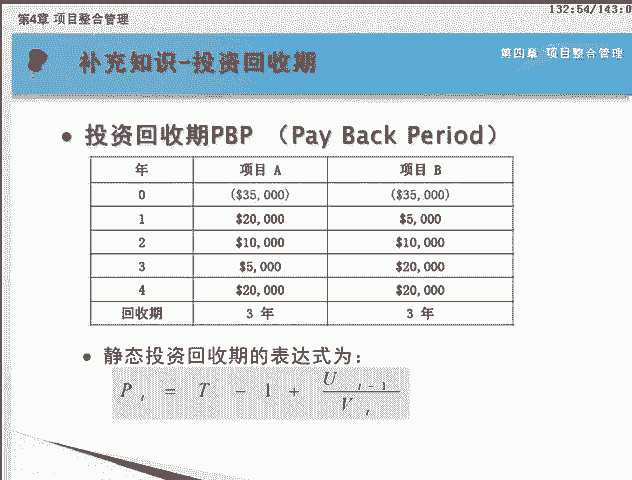 132:54/143:0
第4章 项目整合管理
第四章 项目整合管理
补充知识-投资回收期
• 投资回收期PBP （Pay Back Period）
年 项目 A 项目 B
0 ($35,000) ($35,000)
1 $20,000 $5,000
2 $10,000 $10,000
3 $5,000 $20,000
4 $20,000 $20,000
回收期 3 年 3 年
• 静态投资回收期的表达式为：
P t = T - 1 + U t-1 / V t